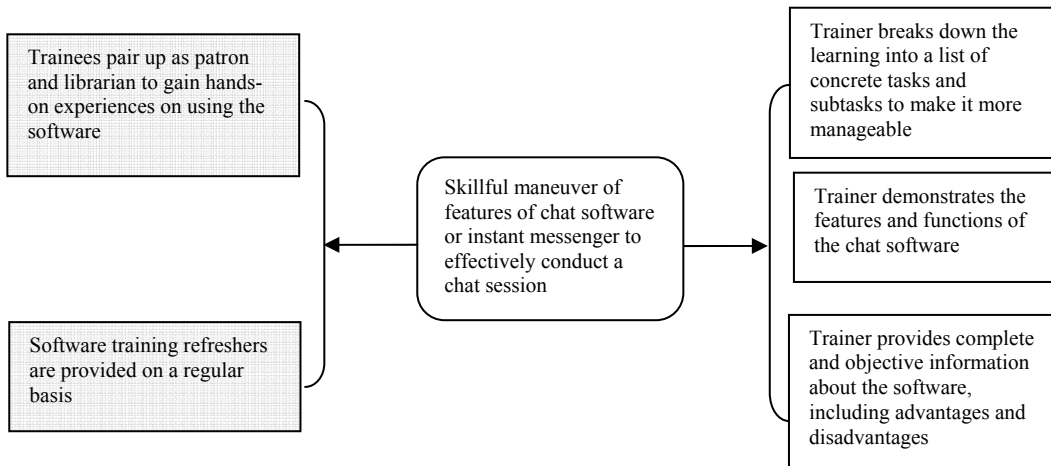 Trainees pair up as patron
and librarian to gain hands-
on experiences on using the
software
Software training refreshers
are provided on a regular
basis
Skillful maneuver of
features of chat software
or instant messenger to
effectively conduct a
chat session
Trainer breaks down the
learning into a list of
concrete tasks and
subtasks to make it more
manageable
Trainer demonstrates the
features and functions of
the chat software
Trainer provides complete
and objective information
about the software,
including advantages and
disadvantages